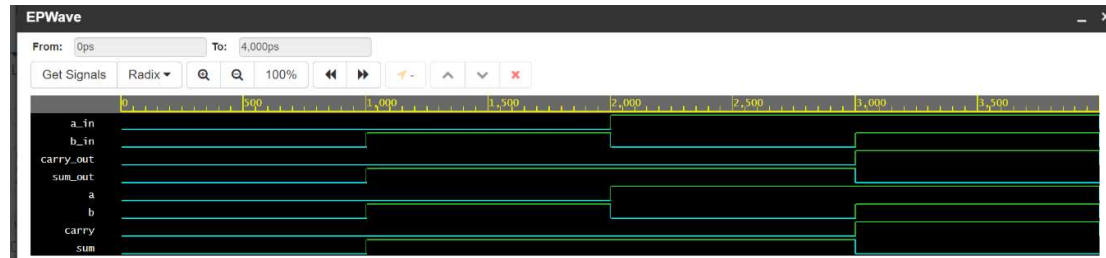 EPWave
From: 0ps To: 4,000ps
Get Signals Radix 100%
0 500 1,000 1,500 2,000 2,500 3,000 3,500
a_in
b_in
carry_out
sum_out
a
b
carry
sum